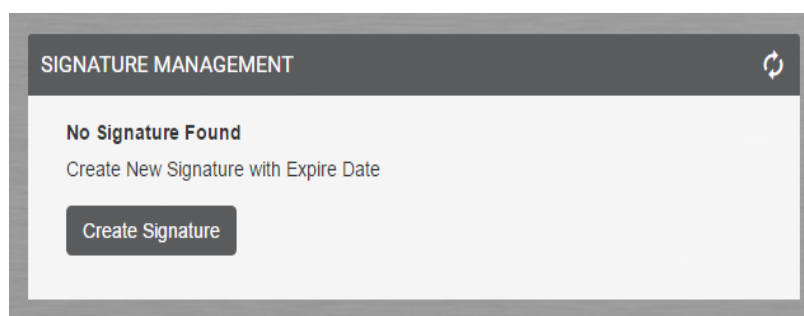 SIGNATURE MANAGEMENT
No Signature Found
Create New Signature with Expire Date
Create Signature